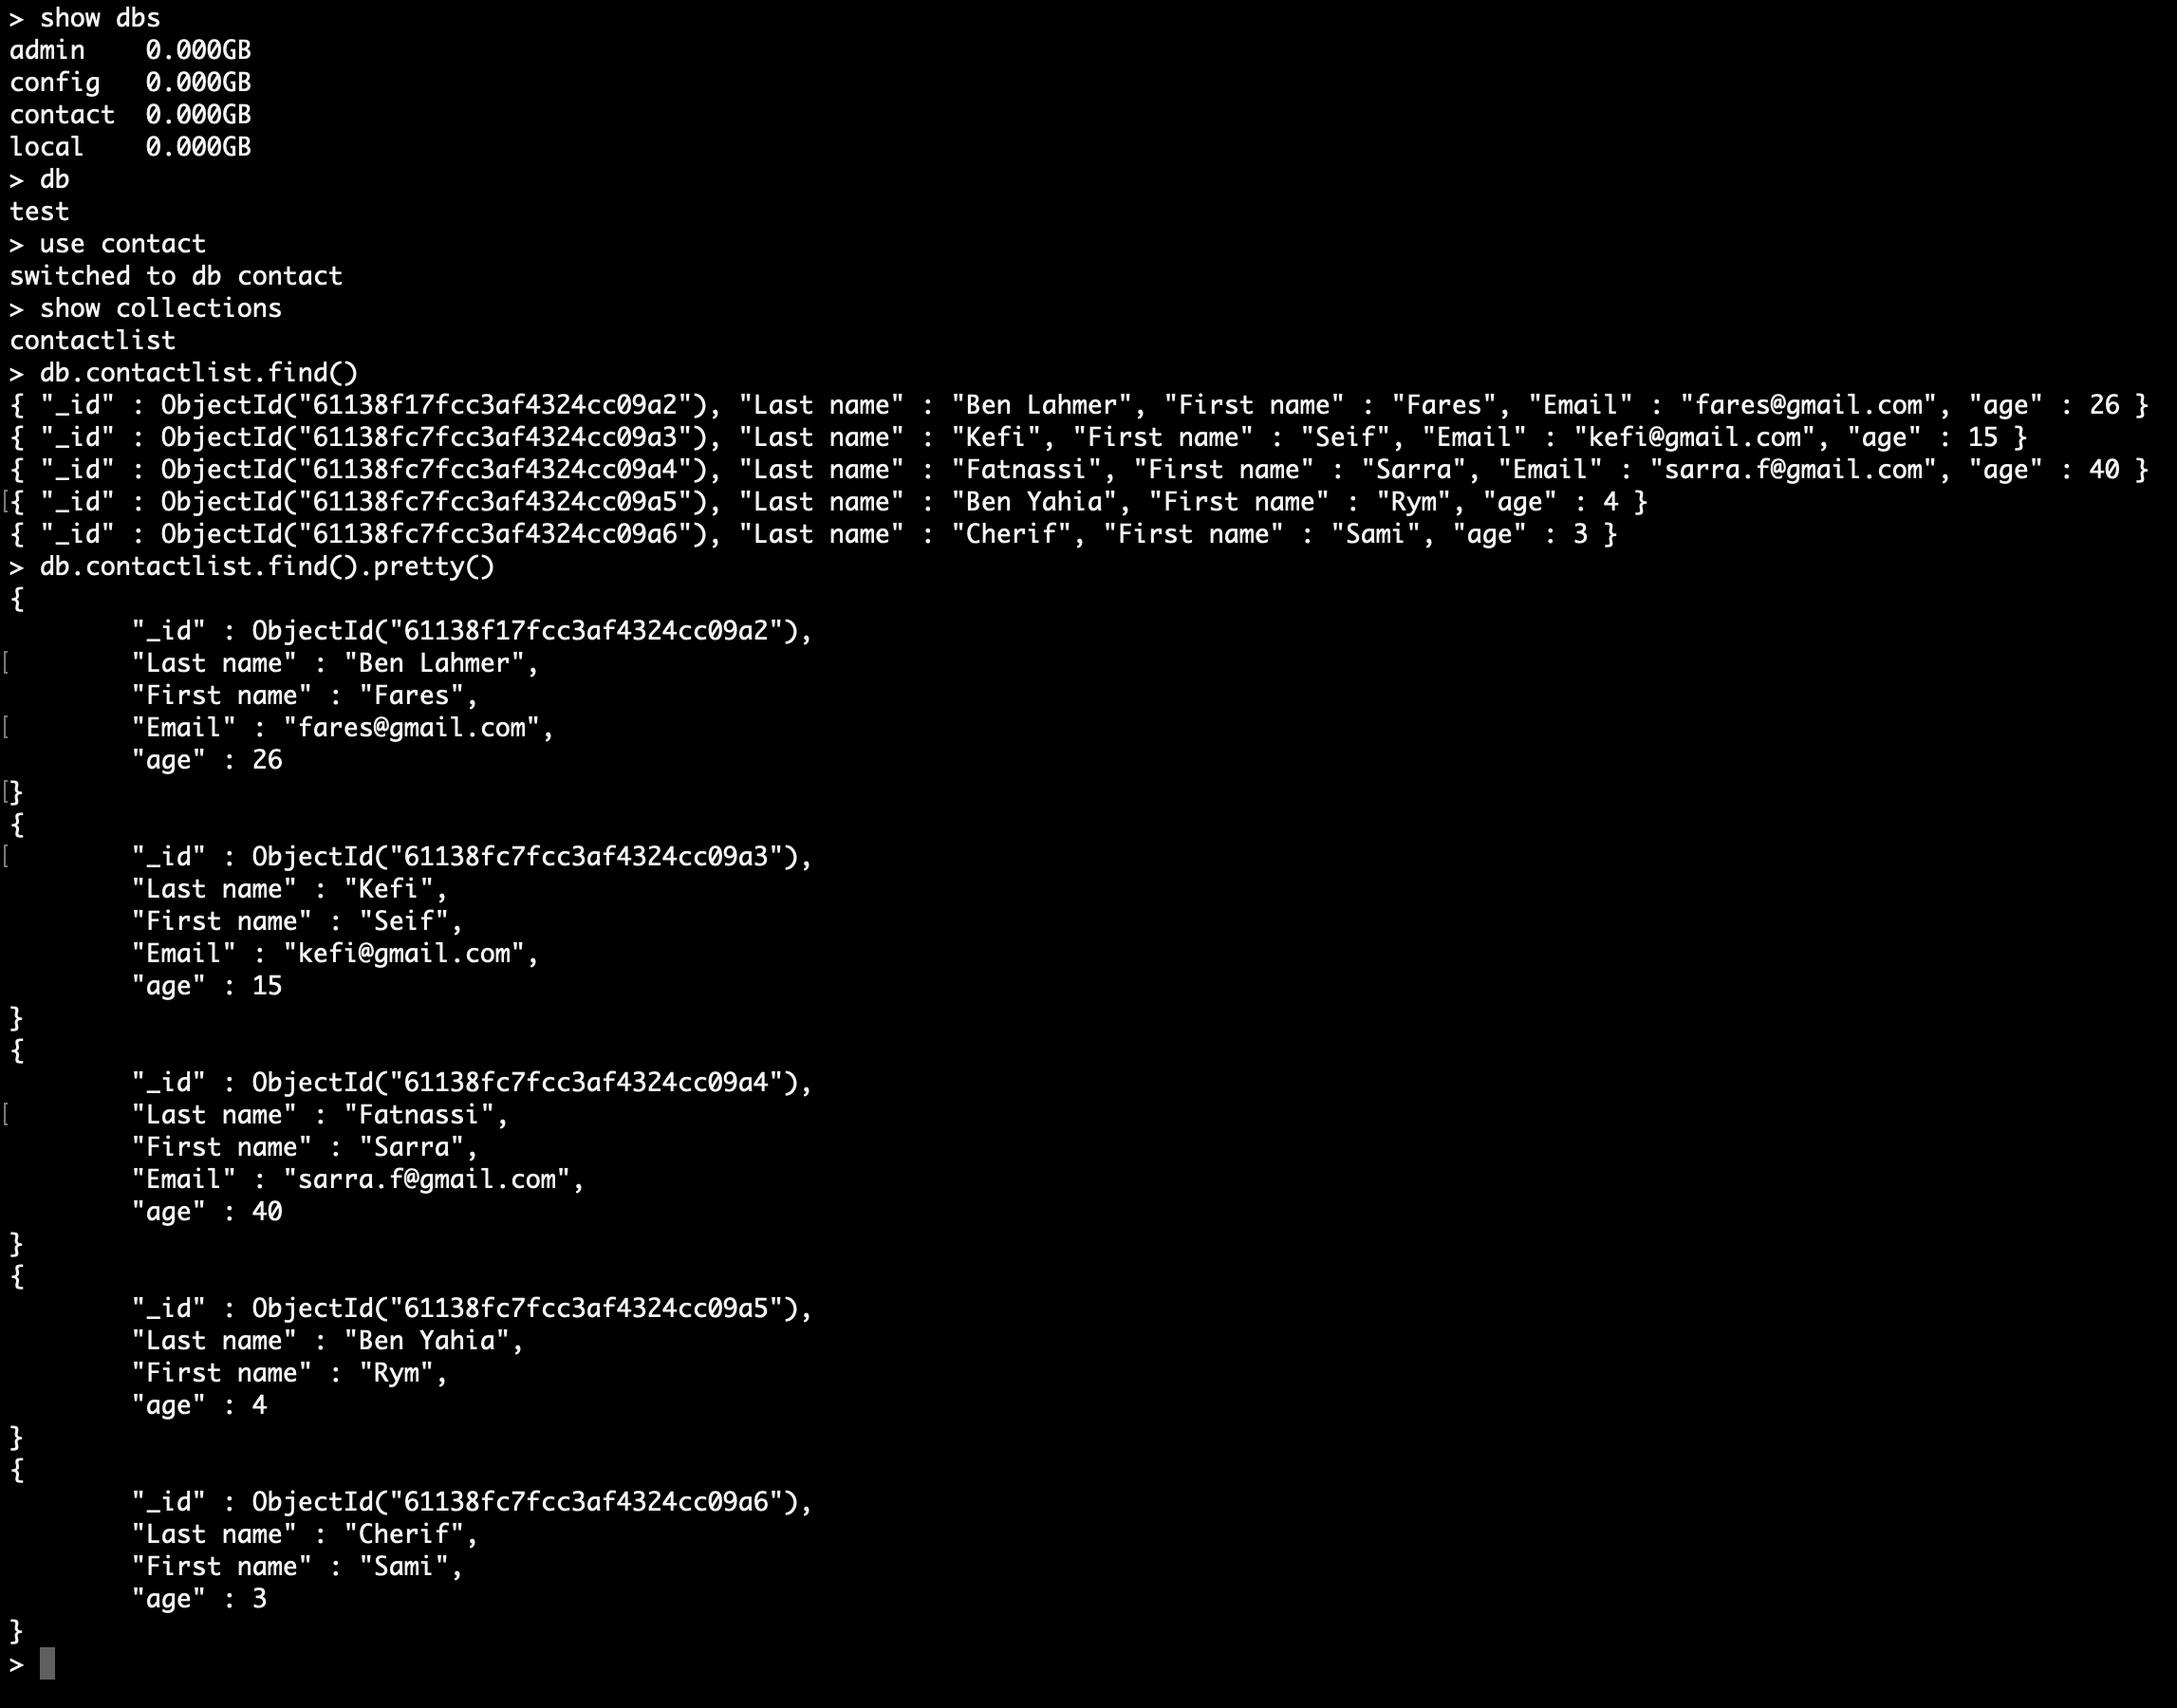 > show dbs
admin    0.000GB
config   0.000GB
contact  0.000GB
local    0.000GB
> db
test
> use contact
switched to db contact
> show collections
contactlist
> db.contactlist.find()
{ "_id" : ObjectId("61138f17fcc3af4324cc09a2"), "Last name" : "Ben Lahmer", "First name" : "Fares", "Email" : "fares@gmail.com", "age" : 26 }
{ "_id" : ObjectId("61138fc7fcc3af4324cc09a3"), "Last name" : "Kefi", "First name" : "Seif", "Email" : "kefi@gmail.com", "age" : 15 }
{ "_id" : ObjectId("61138fc7fcc3af4324cc09a4"), "Last name" : "Fatnassi", "First name" : "Sarra", "Email" : "sarra.f@gmail.com", "age" : 40 }
{ "_id" : ObjectId("61138fc7fcc3af4324cc09a5"), "Last name" : "Ben Yahia", "First name" : "Rym", "age" : 4 }
{ "_id" : ObjectId("61138fc7fcc3af4324cc09a6"), "Last name" : "Cherif", "First name" : "Sami", "age" : 3 }
> db.contactlist.find().pretty()
{
        "_id" : ObjectId("61138f17fcc3af4324cc09a2"),
        "Last name" : "Ben Lahmer",
        "First name" : "Fares",
        "Email" : "fares@gmail.com",
        "age" : 26
}
{
        "_id" : ObjectId("61138fc7fcc3af4324cc09a3"),
        "Last name" : "Kefi",
        "First name" : "Seif",
        "Email" : "kefi@gmail.com",
        "age" : 15
}
{
        "_id" : ObjectId("61138fc7fcc3af4324cc09a4"),
        "Last name" : "Fatnassi",
        "First name" : "Sarra",
        "Email" : "sarra.f@gmail.com",
        "age" : 40
}
{
        "_id" : ObjectId("61138fc7fcc3af4324cc09a5"),
        "Last name" : "Ben Yahia",
        "First name" : "Rym",
        "age" : 4
}
{
        "_id" : ObjectId("61138fc7fcc3af4324cc09a6"),
        "Last name" : "Cherif",
        "First name" : "Sami",
        "age" : 3
}
>